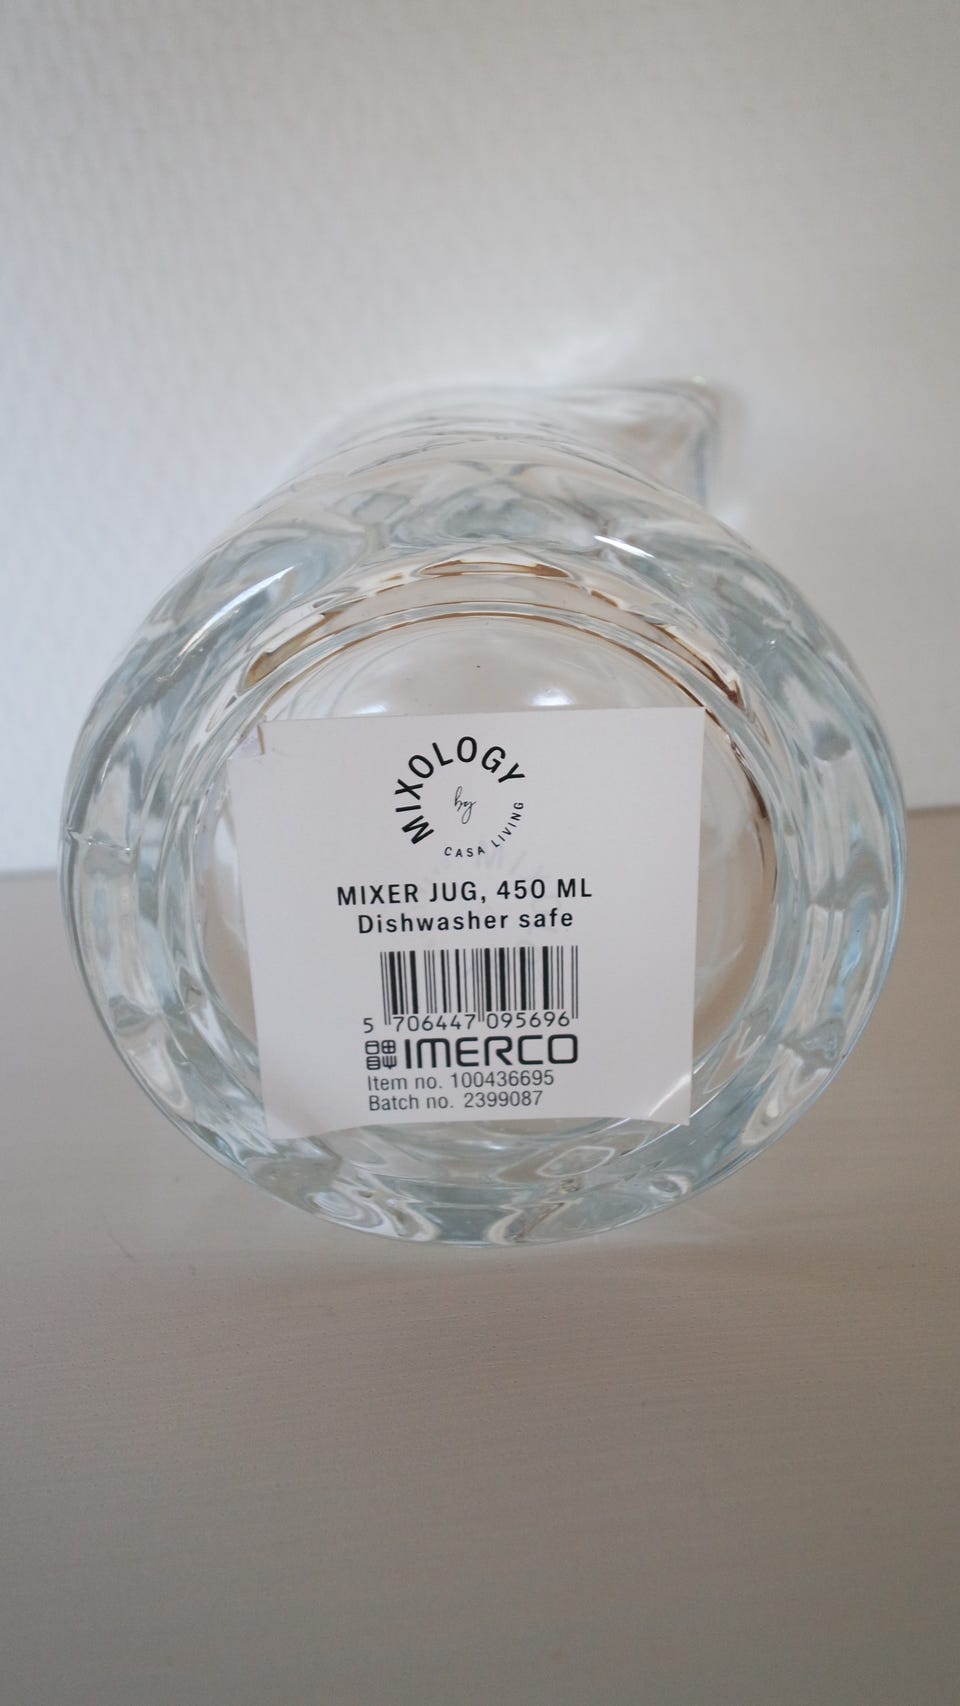 MIXOLOGY
by
CASA LIVING
MIXER JUG, 450 ML
Dishwasher safe
5 706447 095696
IMERCO
Item no. 100436695
Batch no. 2399087